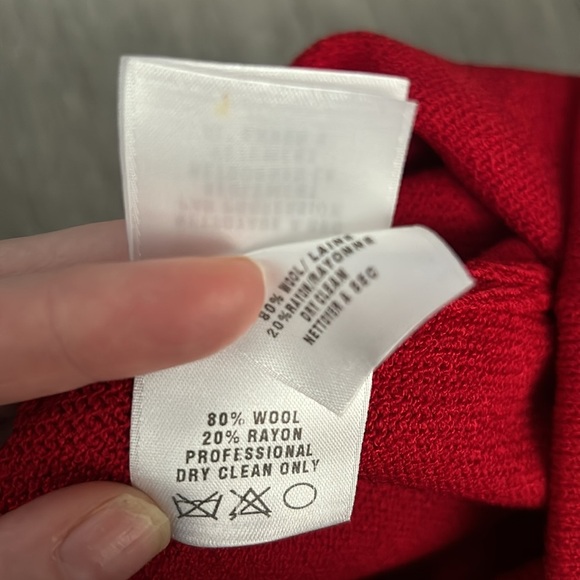 80% WOOL/LAINE
20% RAYON/RAYONNE
DRY CLEAN
NETTOYER A SEC
80% WOOL
20% RAYON
PROFESSIONAL
DRY CLEAN ONLY